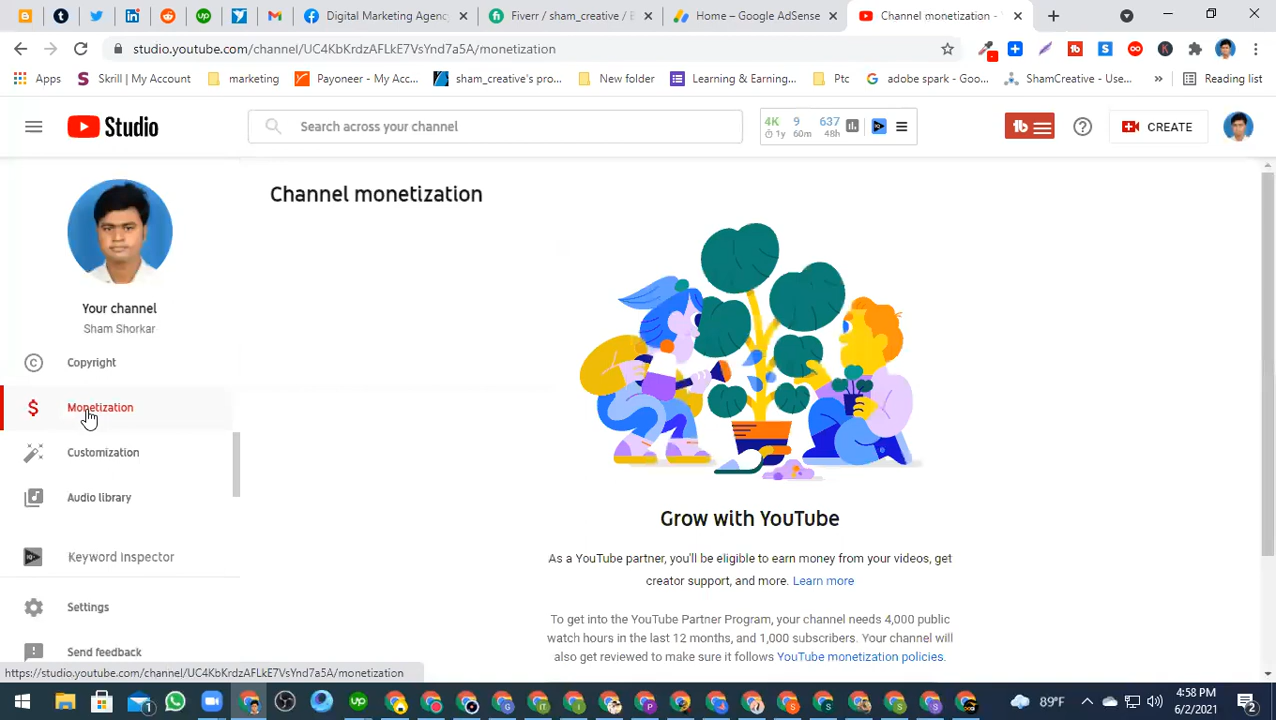 Digital Marketing Agenc
Fiverr / sham_creative / E
Home – Google AdSense
Channel monetization -
studio.youtube.com/channel/UC4KbKrdzAFLkE7VsYnd7a5A/monetization
Apps
Skrill | My Account
marketing
Payoneer - My Acc...
sham_creative's pro...
New folder
Learning & Earning...
Ptc
adobe spark - Goo...
ShamCreative - Use...
Reading list
Studio
Search across your channel
4K 9 637
1y 60m 48h
CREATE
Channel monetization
Your channel
Sham Shorkar
Copyright
Monetization
Customization
Audio library
Keyword Inspector
Settings
Send feedback
Grow with YouTube
As a YouTube partner, you'll be eligible to earn money from your videos, get
creator support, and more. Learn more
To get into the YouTube Partner Program, your channel needs 4,000 public
watch hours in the last 12 months, and 1,000 subscribers. Your channel will
also get reviewed to make sure it follows YouTube monetization policies.
https://studio.youtube.com/channel/UC4KbKrdzAFLkE7VsYnd7a5A/monetization
89°F
4:58 PM
6/2/2021